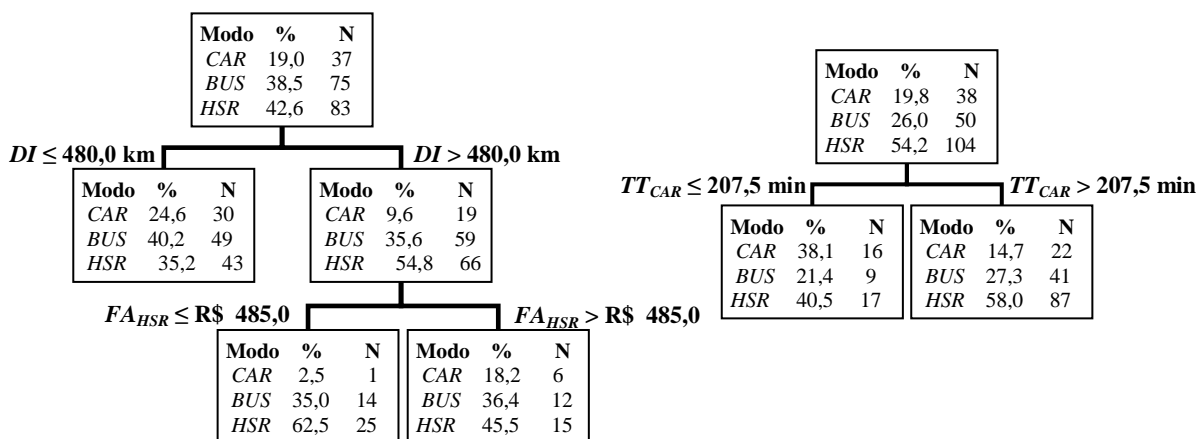 Modo % N
CAR 19,0 37
BUS 38,5 75
HSR 42,6 83
DI ≤ 480,0 km
DI > 480,0 km
Modo % N
CAR 24,6 30
BUS 40,2 49
HSR 35,2 43
Modo % N
CAR 9,6 19
BUS 35,6 59
HSR 54,8 66
FA_HSR ≤ R$ 485,0
FA_HSR > R$ 485,0
Modo % N
CAR 2,5 1
BUS 35,0 14
HSR 62,5 25
Modo % N
CAR 18,2 6
BUS 36,4 12
HSR 45,5 15
Modo % N
CAR 19,8 38
BUS 26,0 50
HSR 54,2 104
TT_CAR ≤ 207,5 min
TT_CAR > 207,5 min
Modo % N
CAR 38,1 16
BUS 21,4 9
HSR 40,5 17
Modo % N
CAR 14,7 22
BUS 27,3 41
HSR 58,0 87